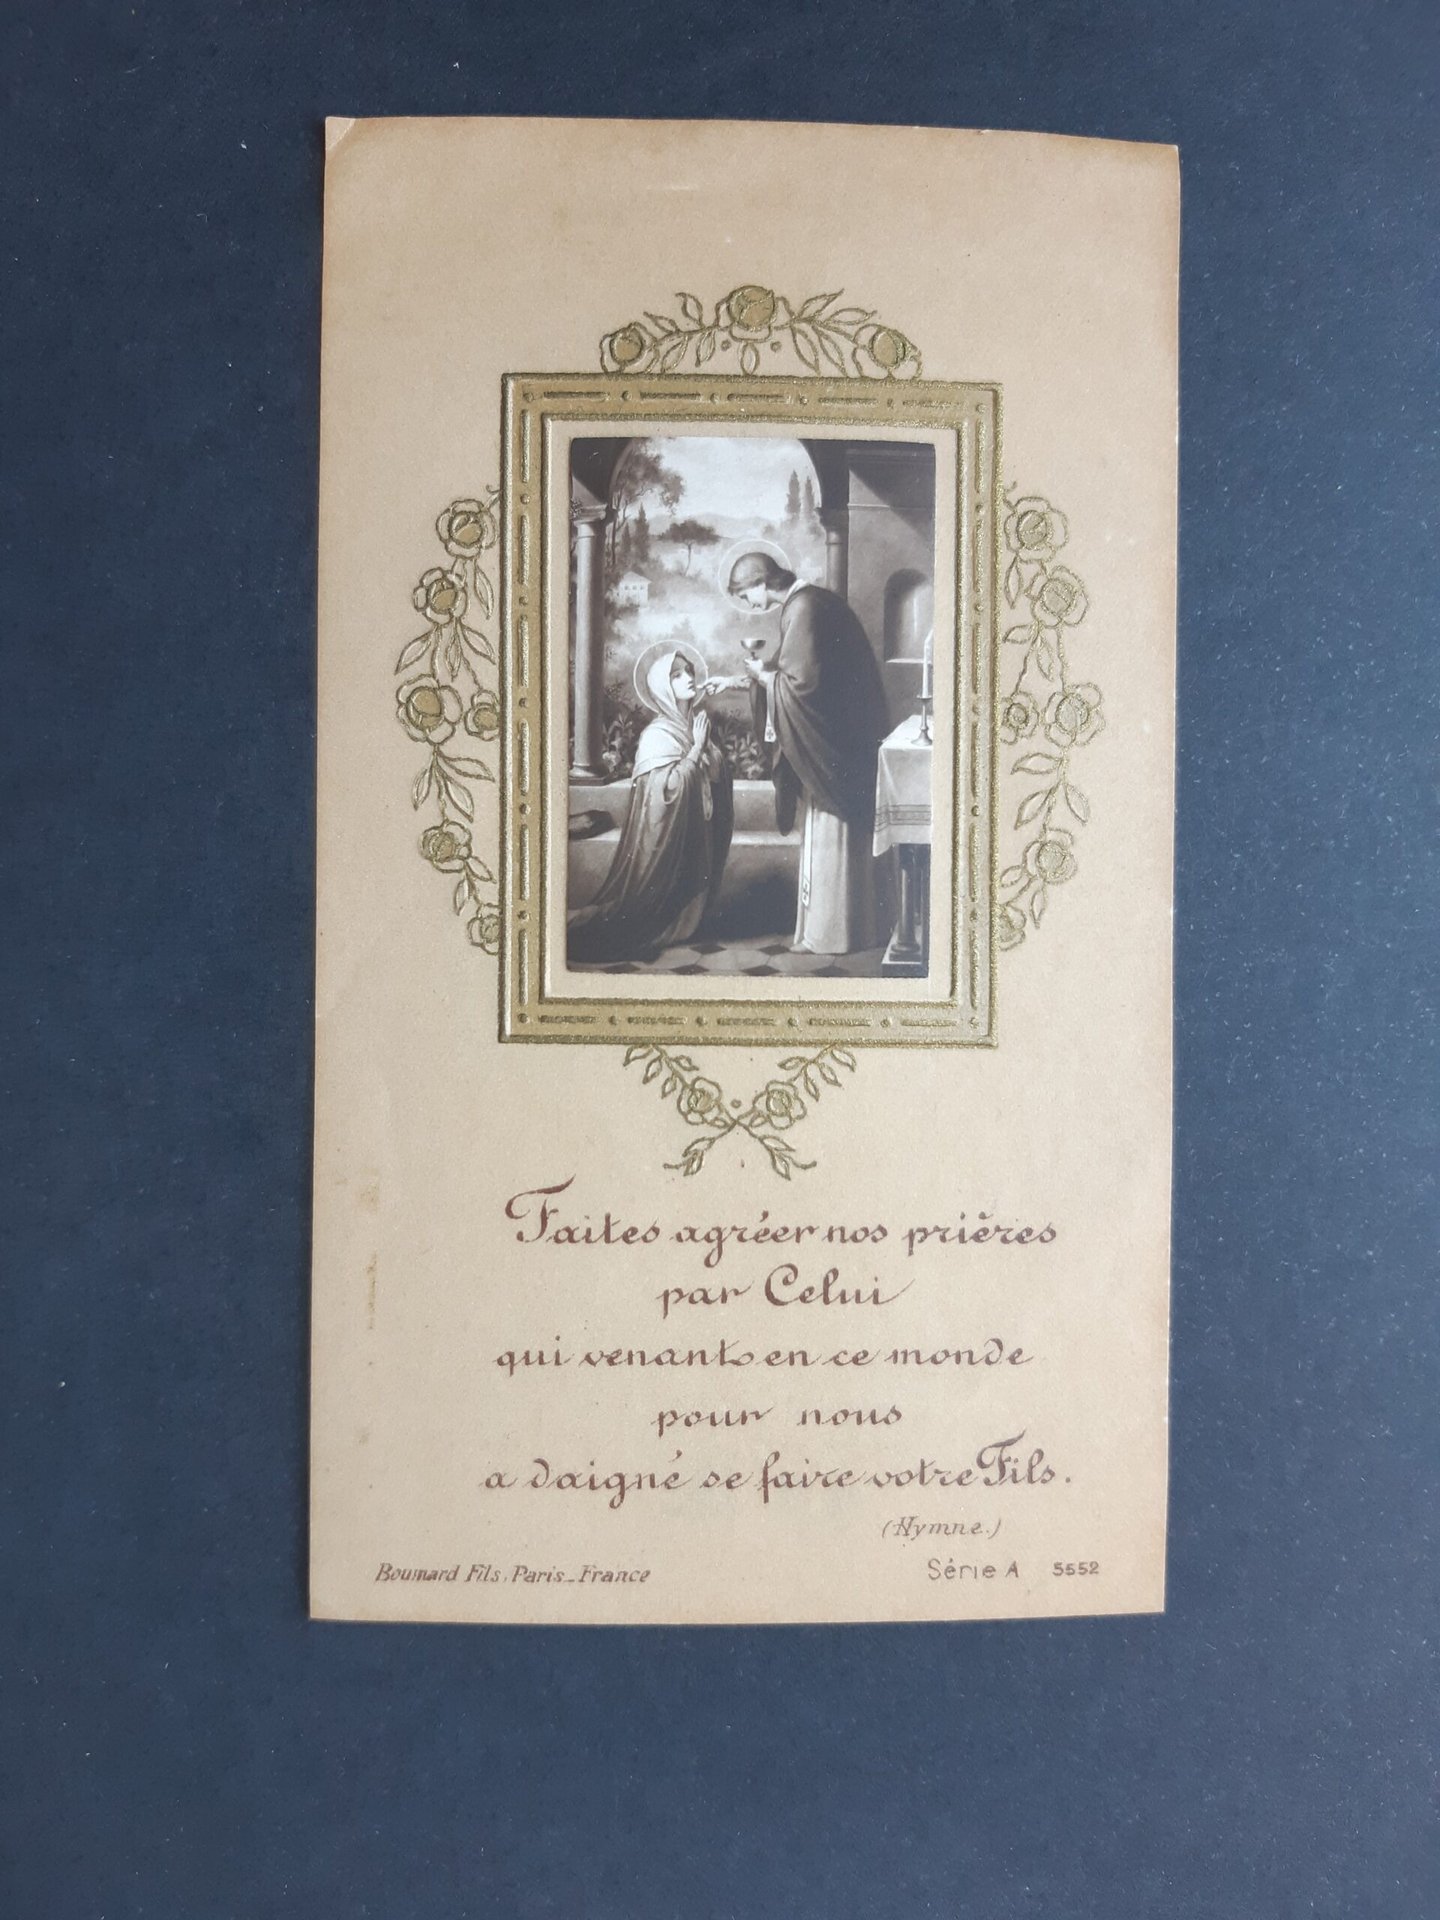 Faites agréer nos prières
par Celui
qui venant en ce monde
pour nous
a daigné se faire votre Fils.
(Hymne.)
Boumard Fils, Paris_France
Série A 5552